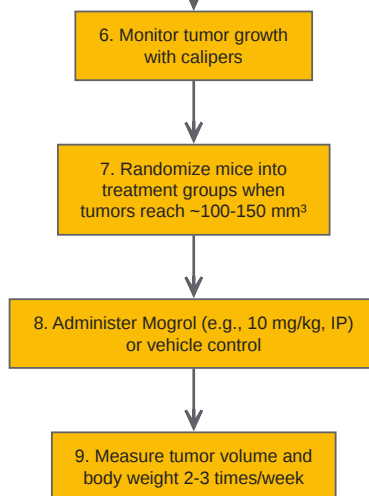 6. Monitor tumor growth
with calipers
7. Randomize mice into
treatment groups when
tumors reach ~100-150 mm³
8. Administer Mogrol (e.g., 10 mg/kg, IP)
or vehicle control
9. Measure tumor volume and
body weight 2-3 times/week